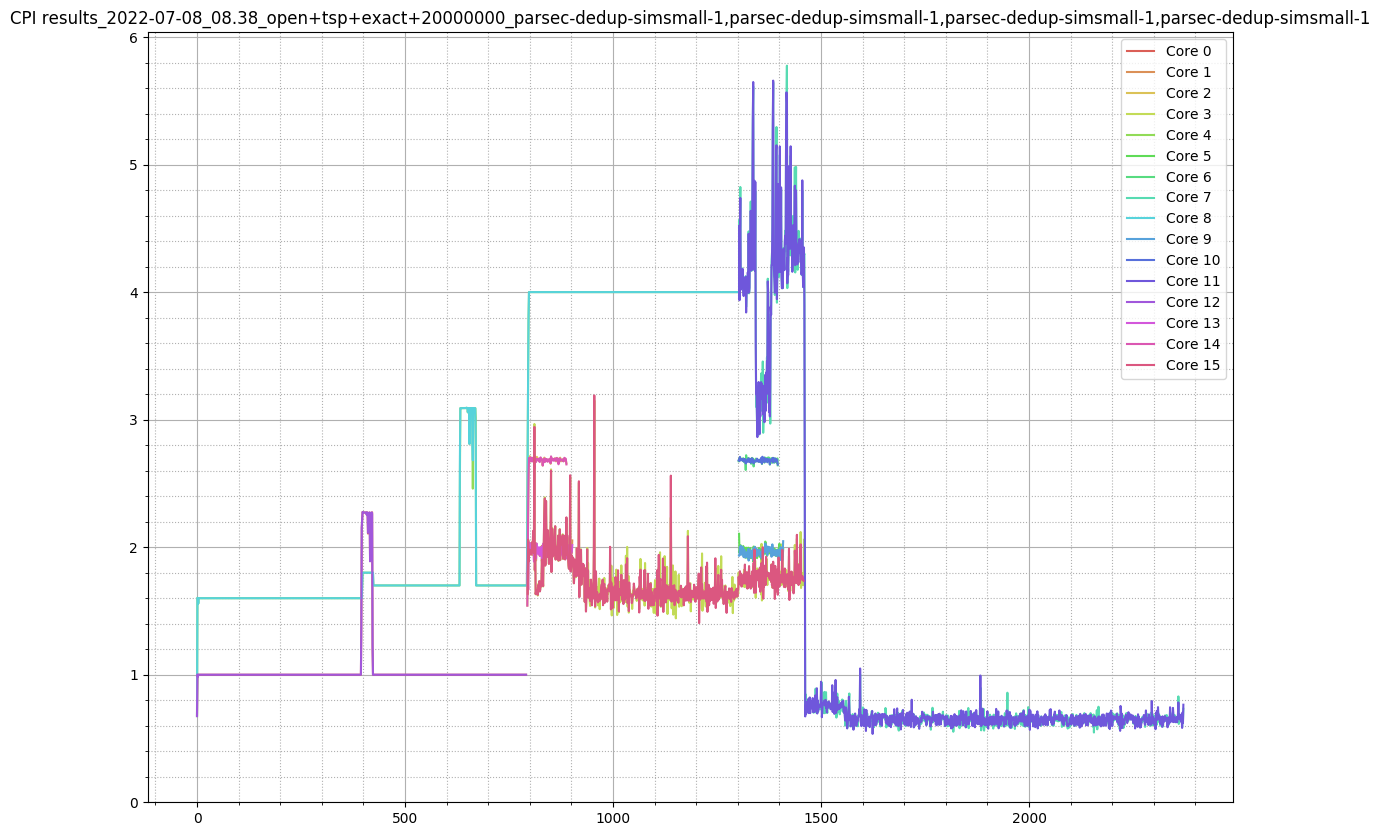 CPI results_2022-07-08_08.38_open+tsp+exact+20000000_parsec-dedup-simsmall-1,parsec-dedup-simsmall-1,parsec-dedup-simsmall-1,parsec-dedup-simsmall-1
6
5
4
3
2
1
0
0 500 1000 1500 2000
Core 0
Core 1
Core 2
Core 3
Core 4
Core 5
Core 6
Core 7
Core 8
Core 9
Core 10
Core 11
Core 12
Core 13
Core 14
Core 15